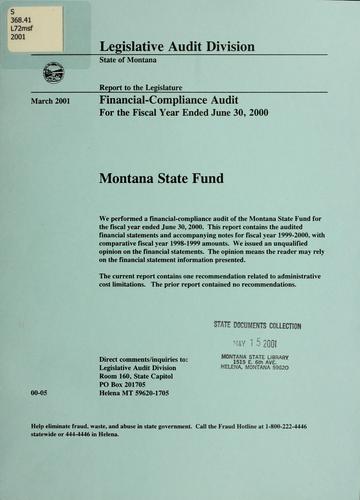 S
368.41
L72msf
2001
Legislative Audit Division
State of Montana
Report to the Legislature
March 2001
Financial-Compliance Audit
For the Fiscal Year Ended June 30, 2000
Montana State Fund
We performed a financial-compliance audit of the Montana State Fund for
the fiscal year ended June 30, 2000. This report contains the audited
financial statements and accompanying notes for fiscal year 1999-2000, with
comparative fiscal year 1998-1999 amounts. We issued an unqualified
opinion on the financial statements. The opinion means the reader may rely
on the financial statement information presented.
The current report contains one recommendation related to administrative
cost limitations. The prior report contained no recommendations.
STATE DOCUMENTS COLLECTION
MAY 15 2001
MONTANA STATE LIBRARY
1515 E. 6th AVE.
HELENA, MONTANA 59620
Direct comments/inquiries to:
Legislative Audit Division
Room 160, State Capitol
PO Box 201705
00-05
Helena MT 59620-1705
Help eliminate fraud, waste, and abuse in state government. Call the Fraud Hotline at 1-800-222-4446
statewide or 444-4446 in Helena.